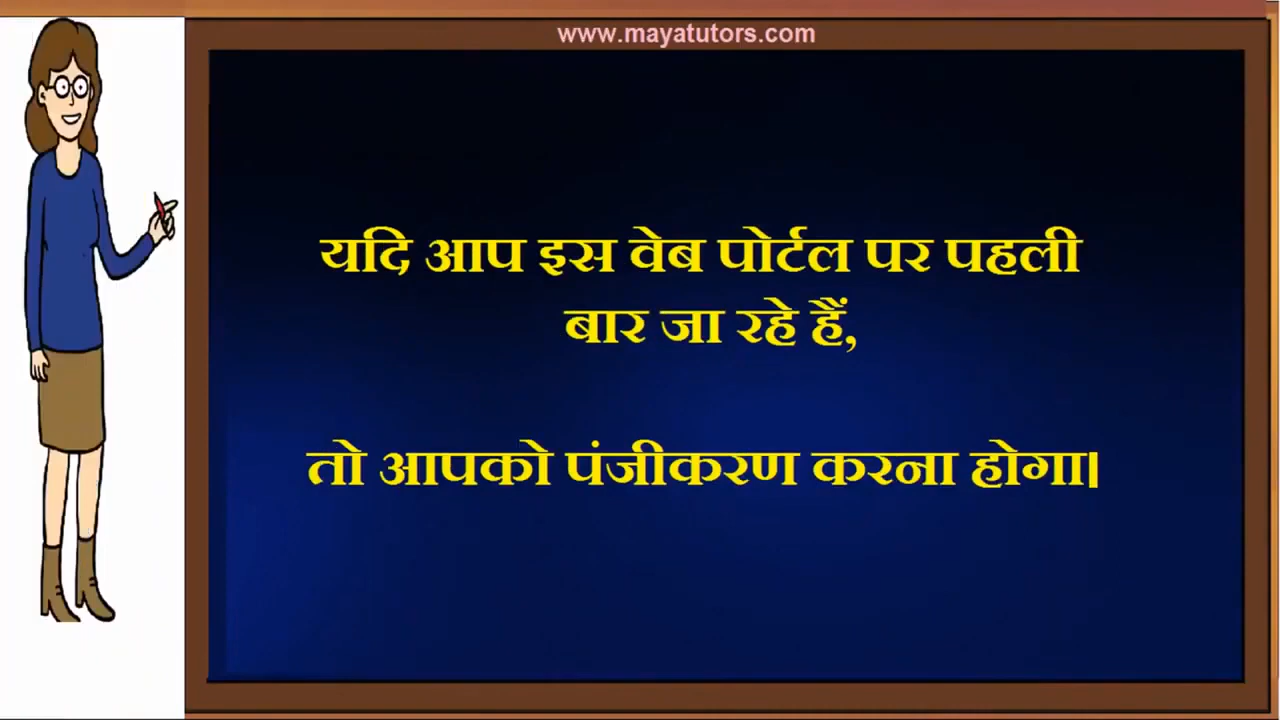 www.mayatutors.com
यदि आप इस वेब पोर्टल पर पहली
बार जा रहे हैं,
तो आपको पंजीकरण करना होगा।